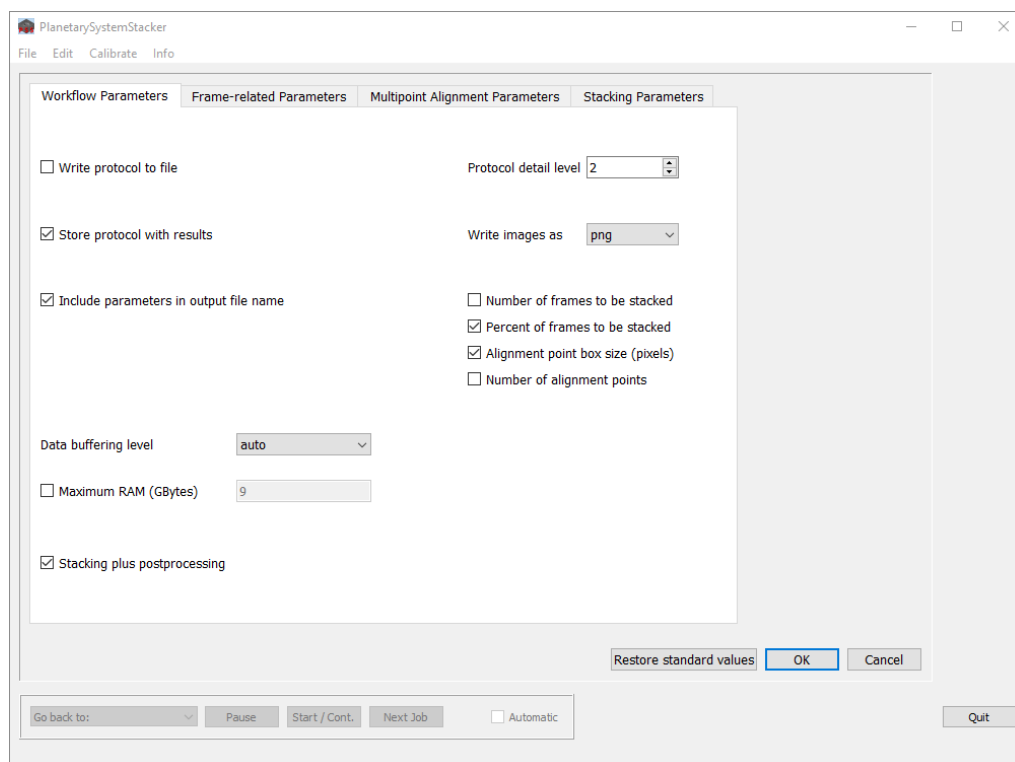 PlanetarySystemStacker
File Edit Calibrate Info
Workflow Parameters Frame-related Parameters Multipoint Alignment Parameters Stacking Parameters
Write protocol to file Protocol detail level 2
Store protocol with results Write images as png
Include parameters in output file name Number of frames to be stacked
Percent of frames to be stacked
Alignment point box size (pixels)
Number of alignment points
Data buffering level auto
Maximum RAM (GBytes) 9
Stacking plus postprocessing
Restore standard values OK Cancel
Go back to: Pause Start / Cont. Next Job Automatic Quit